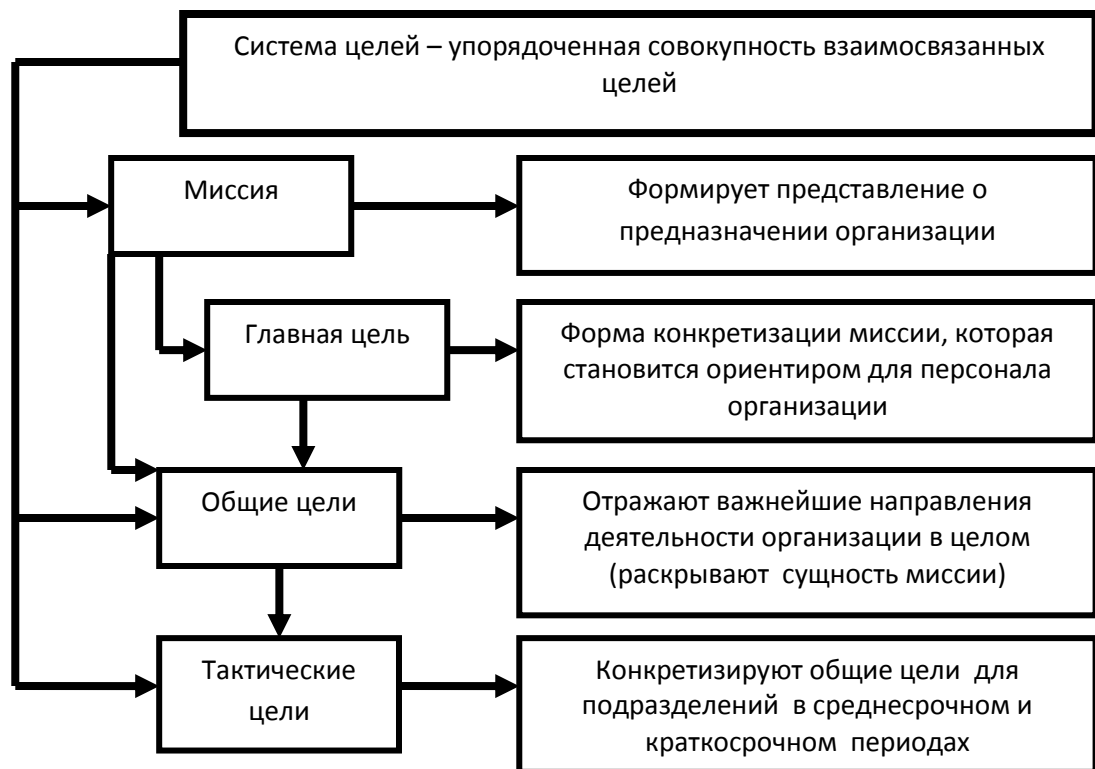 Система целей – упорядоченная совокупность взаимосвязанных
целей
Миссия
Формирует представление о
предназначении организации
Главная цель
Форма конкретизации миссии, которая
становится ориентиром для персонала
организации
Общие цели
Отражают важнейшие направления
деятельности организации в целом
(раскрывают сущность миссии)
Тактические
цели
Конкретизируют общие цели для
подразделений в среднесрочном и
краткосрочном периодах